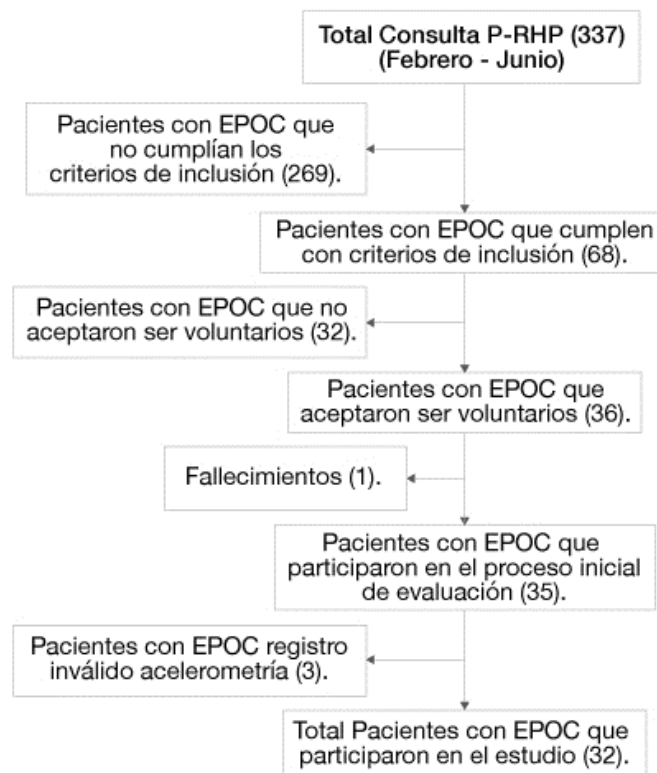 Total Consulta P-RHP (337)
(Febrero - Junio)
Pacientes con EPOC que
no cumplían los
criterios de inclusión (269).
Pacientes con EPOC que cumplen
con criterios de inclusión (68).
Pacientes con EPOC que no
aceptaron ser voluntarios (32).
Pacientes con EPOC que
aceptaron ser voluntarios (36).
Fallecimientos (1).
Pacientes con EPOC que
participaron en el proceso inicial
de evaluación (35).
Pacientes con EPOC registro
inválido acelerometría (3).
Total Pacientes con EPOC que
participaron en el estudio (32).